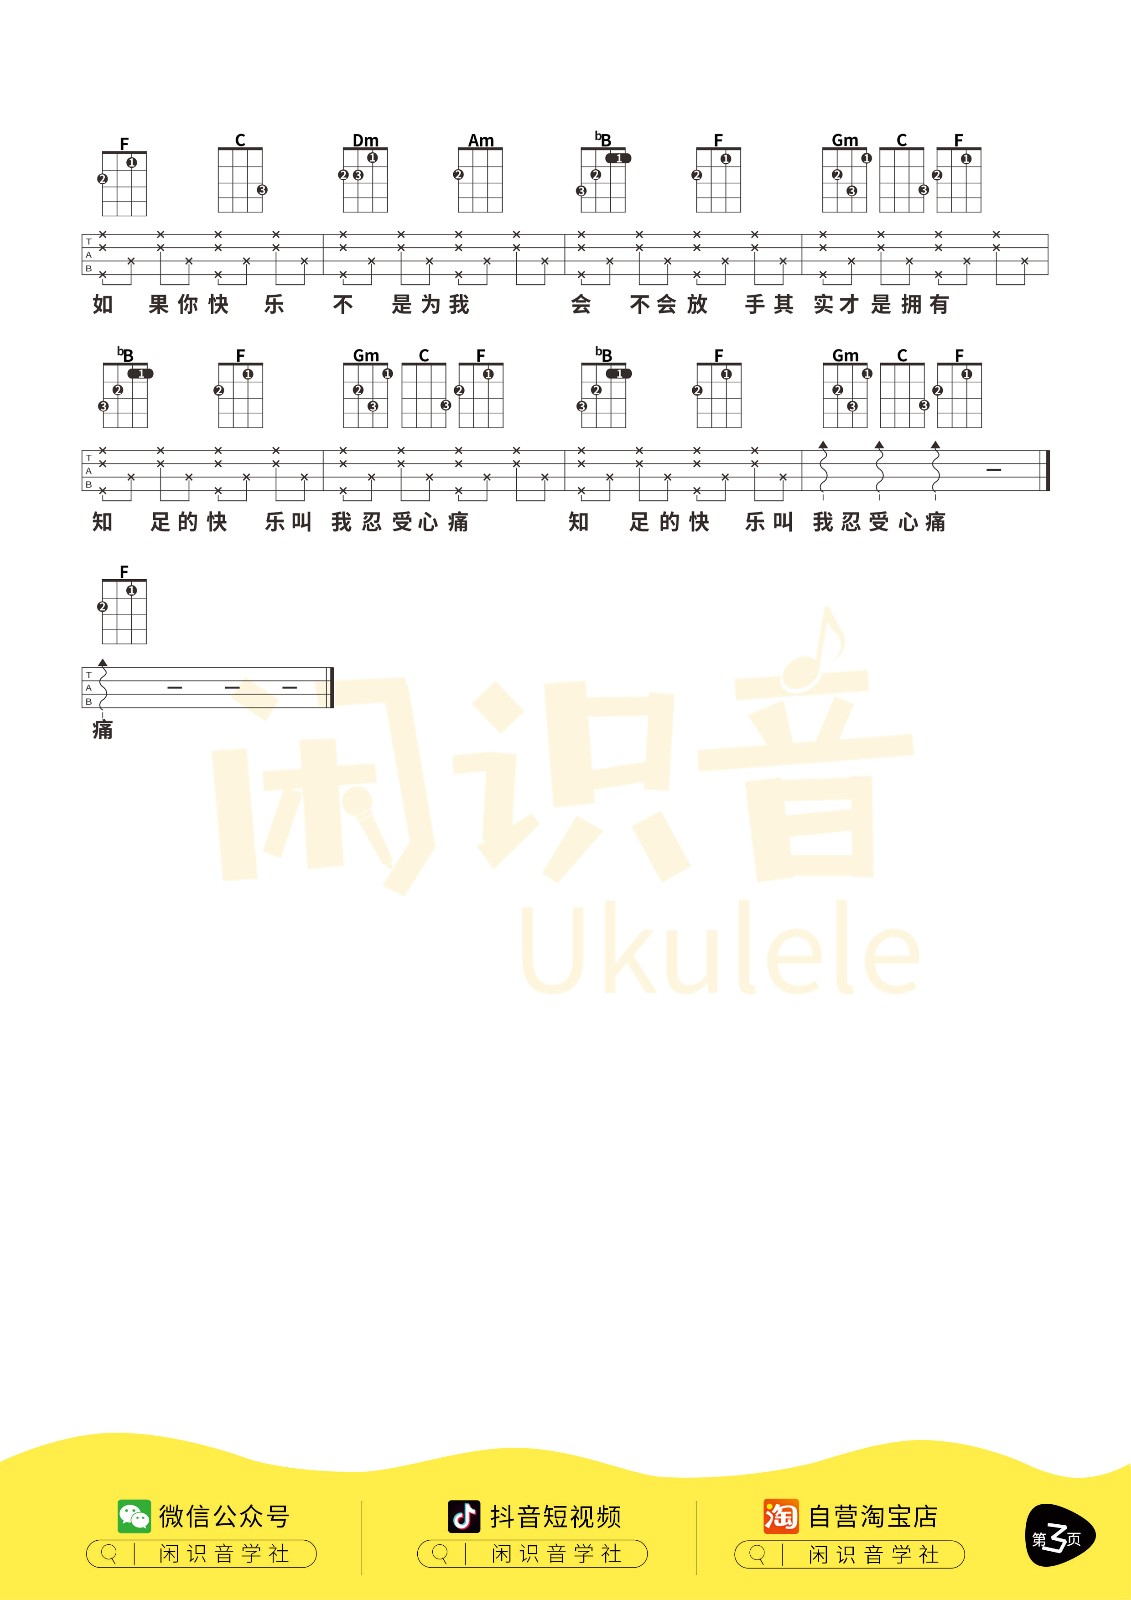 F C Dm Am ♭B F Gm C F
T A B
如 果 你 快 乐 不 是 为 我 会 不 会 放 手 其 实 才 是 拥 有
♭B F Gm C F ♭B F Gm C F
T A B
知 足 的 快 乐 叫 我 忍 受 心 痛 知 足 的 快 乐 叫 我 忍 受 心 痛
F
T A B
痛
闲识音
Ukulele
微信公众号 抖音短视频 自营淘宝店
闲识音学社 闲识音学社 淘 闲识音学社
第3页